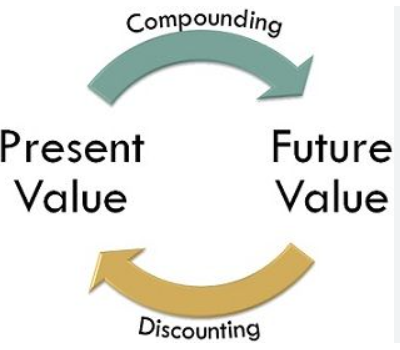 Compounding
Present Future
Value Value
Discounting